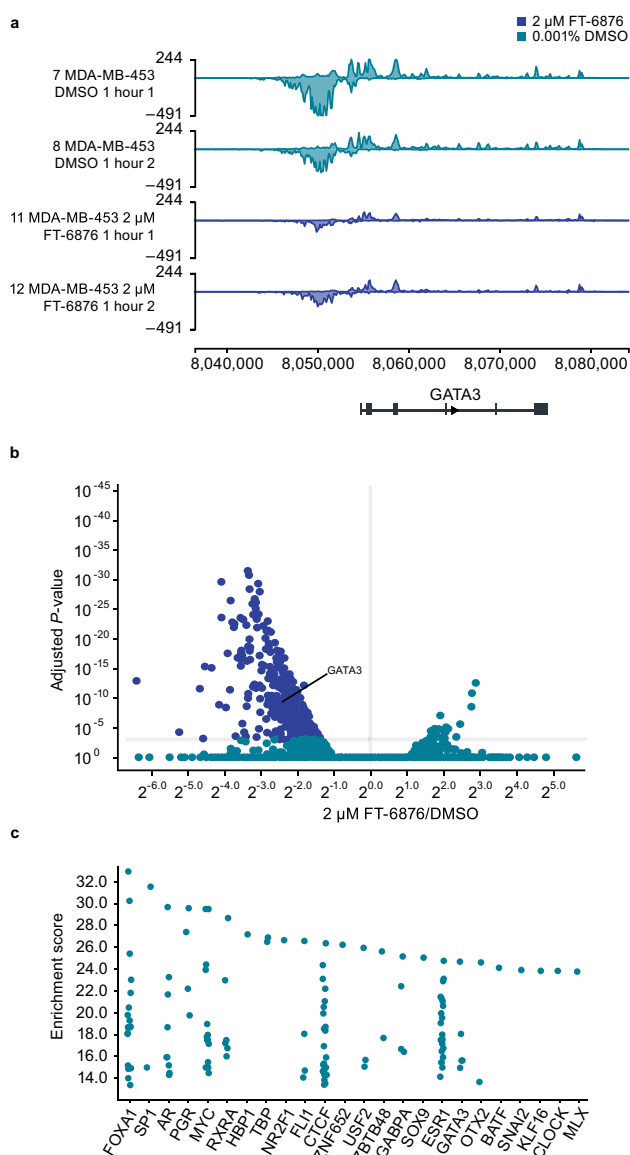 a
2 µM FT-6876
0.001% DMSO
244
7 MDA-MB-453
DMSO 1 hour 1
−491
244
8 MDA-MB-453
DMSO 1 hour 2
−491
244
11 MDA-MB-453 2 µM
FT-6876 1 hour 1
−491
244
12 MDA-MB-453 2 µM
FT-6876 1 hour 2
−491
8,040,000 8,050,000 8,060,000 8,070,000 8,080,000
GATA3
b
Adjusted P-value
10-45
10-40
10-35
10-30
10-25
10-20
10-15
10-10
10-5
100
GATA3
2-6.0 2-5.0 2-4.0 2-3.0 2-2.0 2-1.0 20.0 21.0 22.0 23.0 24.0 25.0
2 µM FT-6876/DMSO
c
Enrichment score
32.0
30.0
28.0
26.0
24.0
22.0
20.0
18.0
16.0
14.0
FOXA1 SP1 AR PGR MYC RXRA HBP1 TBP NR2F1 FLI1 CTCF ZNF652 USF2 ZBTB48 GABPA SOX9 ESR1 GATA3 OTX2 BATF SNAI2 KLF16 CLOCK MLX